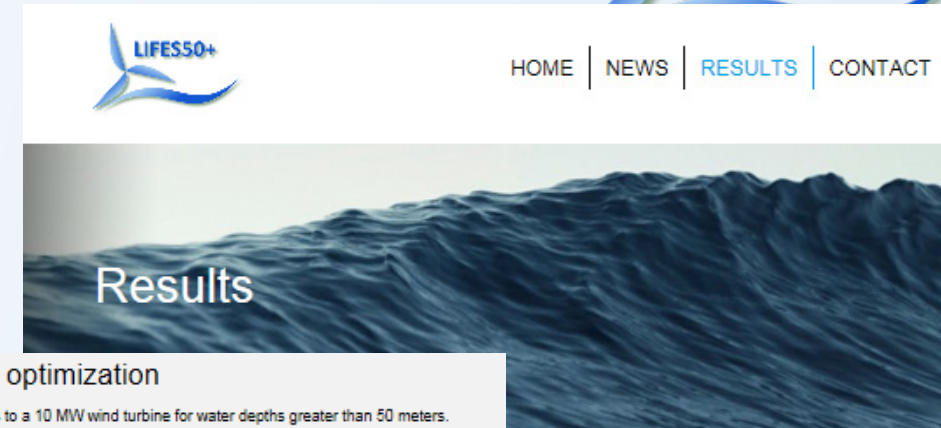 LIFES50+
HOME NEWS RESULTS CONTACT
Results
optimization
to a 10 MW wind turbine for water depths greater than 50 meters.